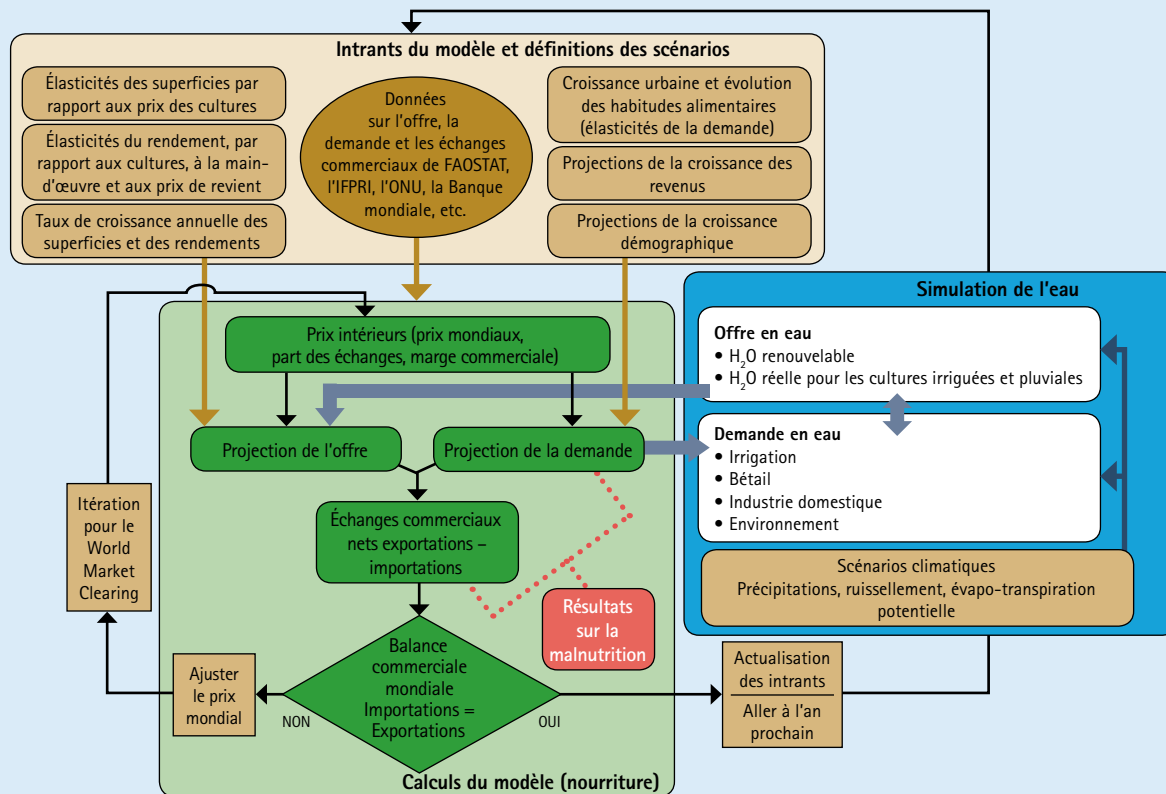 Intrants du modèle et définitions des scénarios
Élasticités des superficies par
rapport aux prix des cultures
Élasticités du rendement, par
rapport aux cultures, à la main-
d'œuvre et aux prix de revient
Taux de croissance annuelle des
superficies et des rendements
Données
sur l'offre, la
demande et les échanges
commerciaux de FAOSTAT,
l'IFPRI, l'ONU, la Banque
mondiale, etc.
Croissance urbaine et évolution
des habitudes alimentaires
(élasticités de la demande)
Projections de la croissance des
revenus
Projections de la croissance
démographique
Simulation de l'eau
Offre en eau
• H₂O renouvelable
• H₂O réelle pour les cultures irriguées et pluviales
Demande en eau
• Irrigation
• Bétail
• Industrie domestique
• Environnement
Scénarios climatiques
Précipitations, ruissellement, évapo-transpiration
potentielle
Prix intérieurs (prix mondiaux,
part des échanges, marge commerciale)
Projection de l'offre
Projection de la demande
Échanges commerciaux
nets exportations –
importations
Résultats
sur la
malnutrition
Balance
commerciale
mondiale
Importations =
Exportations
NON
OUI
Itération
pour le
World
Market
Clearing
Ajuster
le prix
mondial
Actualisation
des intrants
Aller à l'an
prochain
Calculs du modèle (nourriture)